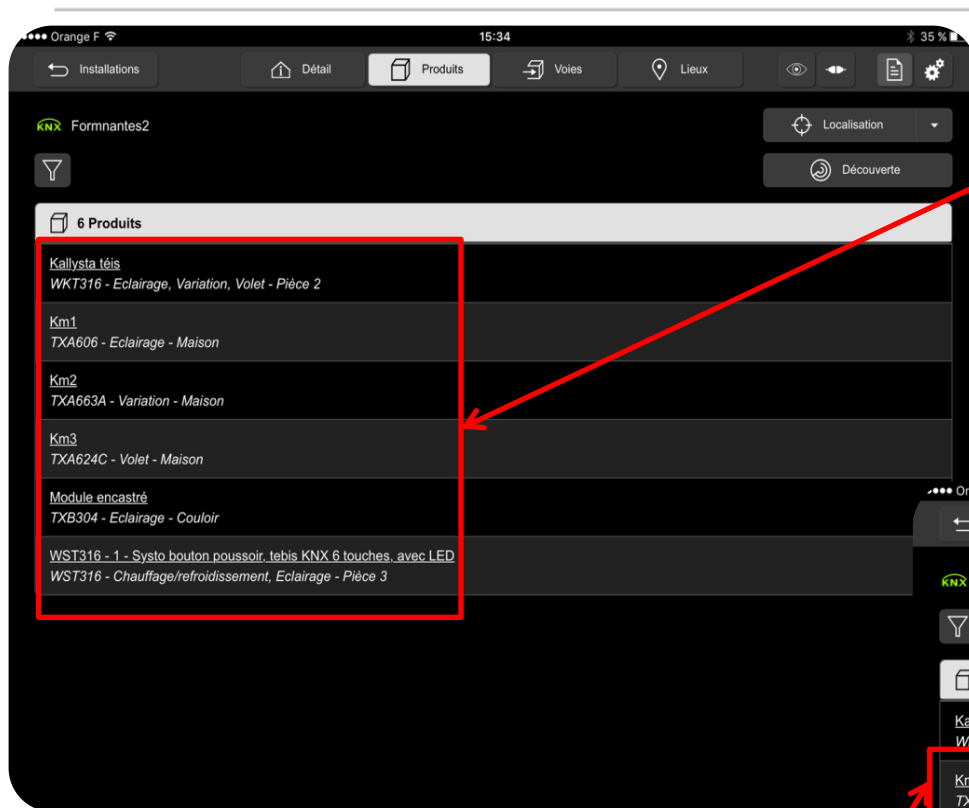 Orange F 15:34 35 %
Installations Détail Produits Voies Lieux
KNX Formnantes2 Localisation
Découverte
6 Produits
Kallysta téis
WKT316 - Eclairage, Variation, Volet - Pièce 2
Km1
TXA606 - Eclairage - Maison
Km2
TXA663A - Variation - Maison
Km3
TXA624C - Volet - Maison
Module encastré
TXB304 - Eclairage - Couloir
WST316 - 1 - Systo bouton poussoir, tebis KNX 6 touches, avec LED
WST316 - Chauffage/refroidissement, Eclairage - Pièce 3
KNX